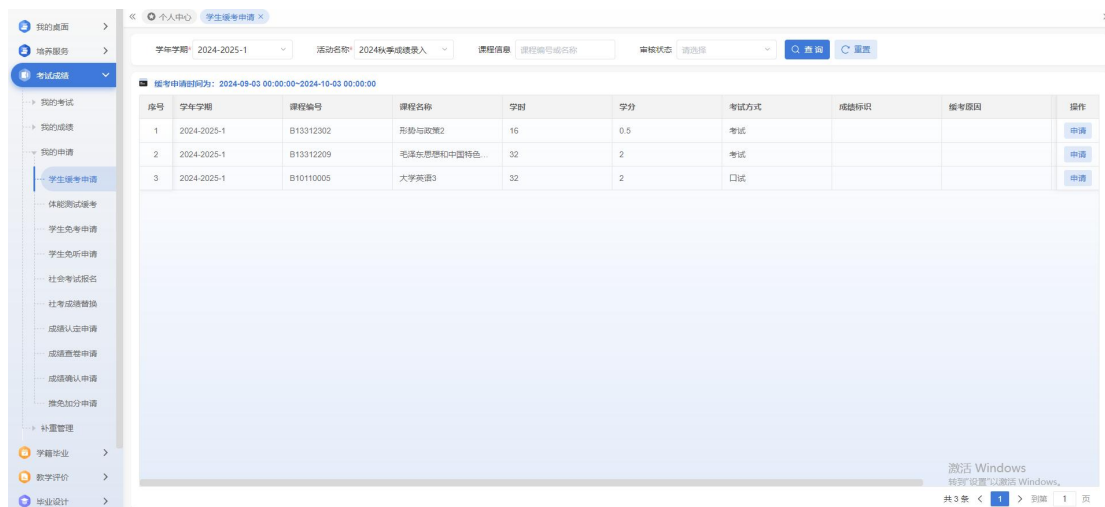 我的桌面
培养服务
考试成绩
我的考试
我的成绩
我的申请
学生缓考申请
体能测试缓考
学生免考申请
学生免听申请
社会考试报名
社考成绩替换
成绩认定申请
成绩查卷申请
成绩确认申请
推免加分申请
补重管理
学籍毕业
教学评价
毕业设计
个人中心 学生缓考申请 ×
学年学期* 2024-2025-1 活动名称* 2024秋季成绩录入 课程信息 课程编号或名称 审核状态 请选择 查 询 重置
缓考申请时间为：2024-09-03 00:00:00~2024-10-03 00:00:00
序号 学年学期 课程编号 课程名称 学时 学分 考试方式 成绩标识 缓考原因 操作
1 2024-2025-1 B13312302 形势与政策2 16 0.5 考试 申请
2 2024-2025-1 B13312209 毛泽东思想和中国特色... 32 2 考试 申请
3 2024-2025-1 B10110005 大学英语3 32 2 口试 申请
激活 Windows
转到"设置"以激活 Windows。
共 3 条 < 1 > 到第 1 页